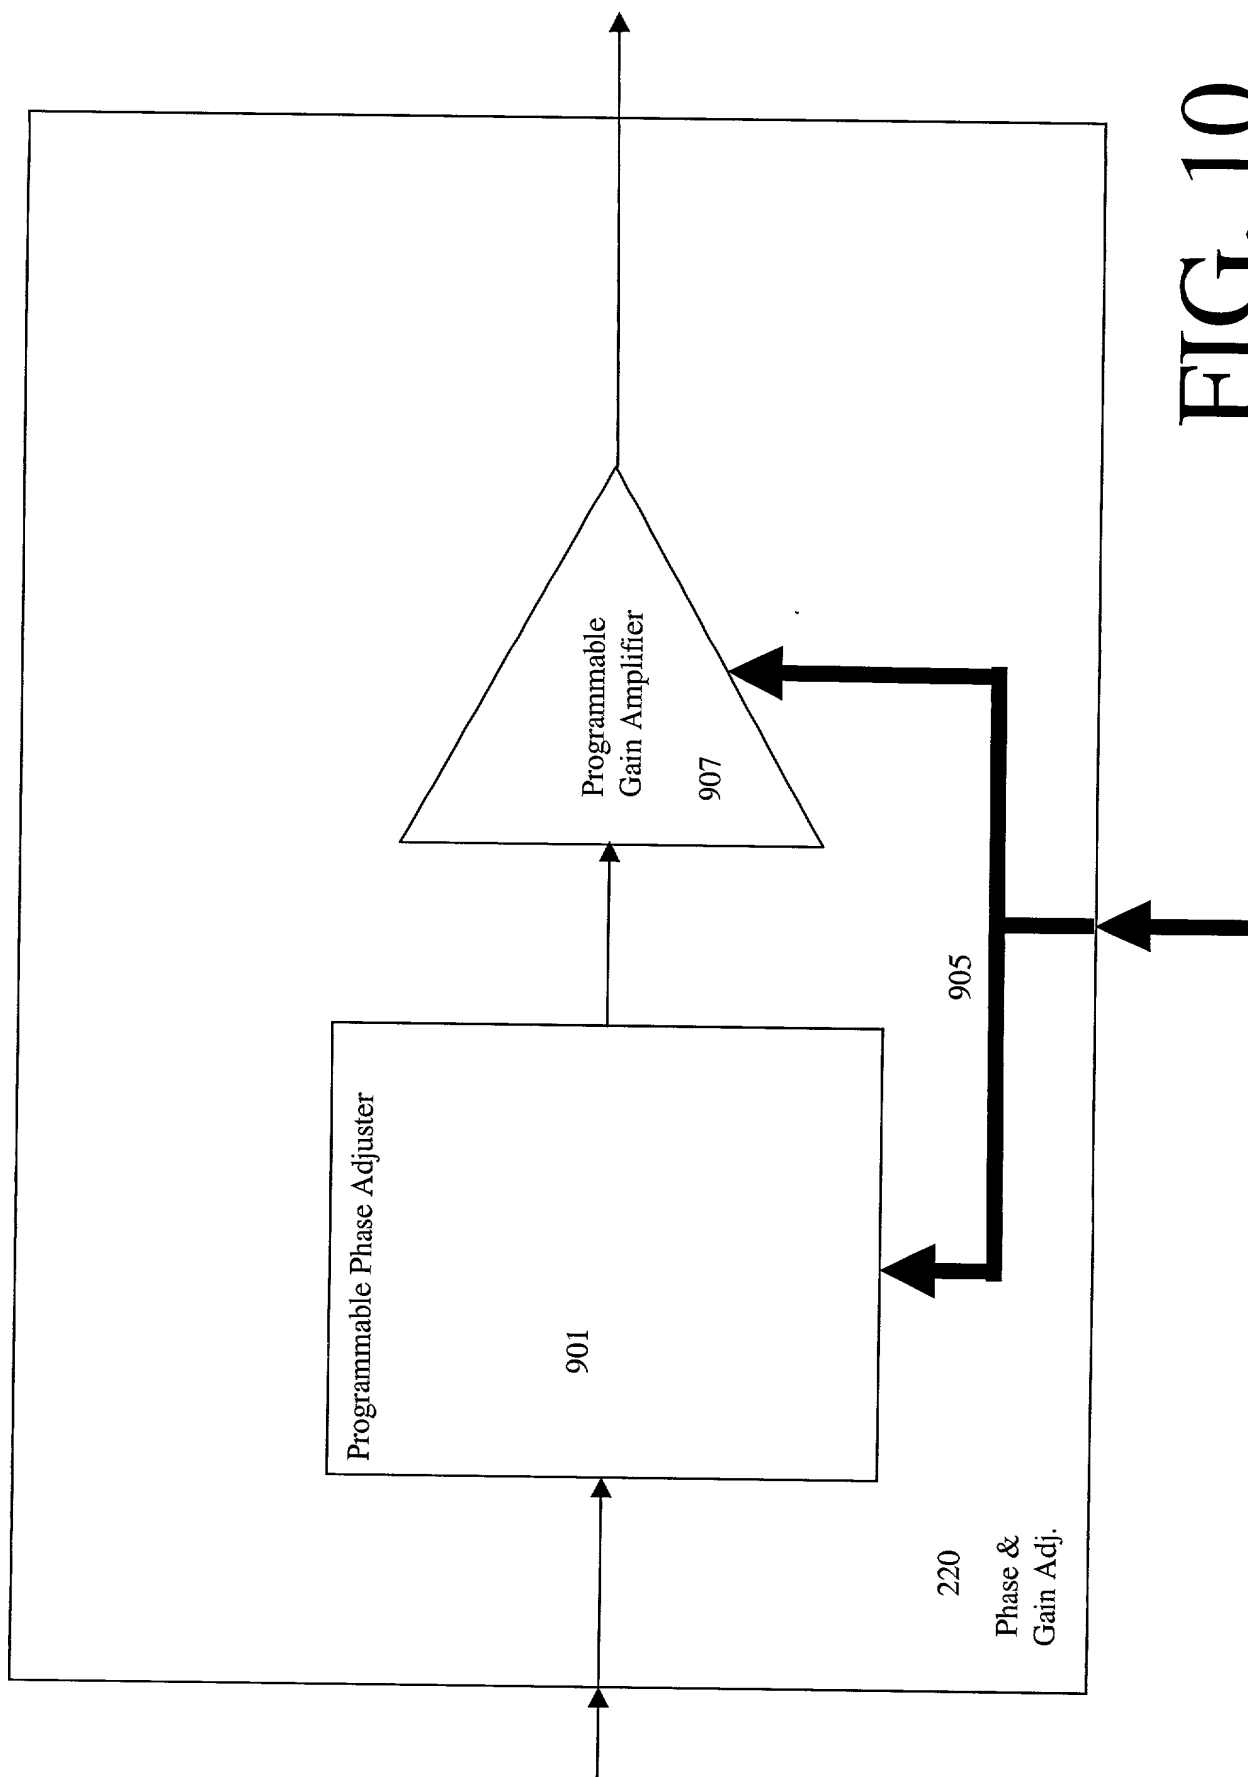 Programmable Phase Adjuster
901
Programmable
Gain Amplifier
907
905
220
Phase &
Gain Adj.
FIG. 10